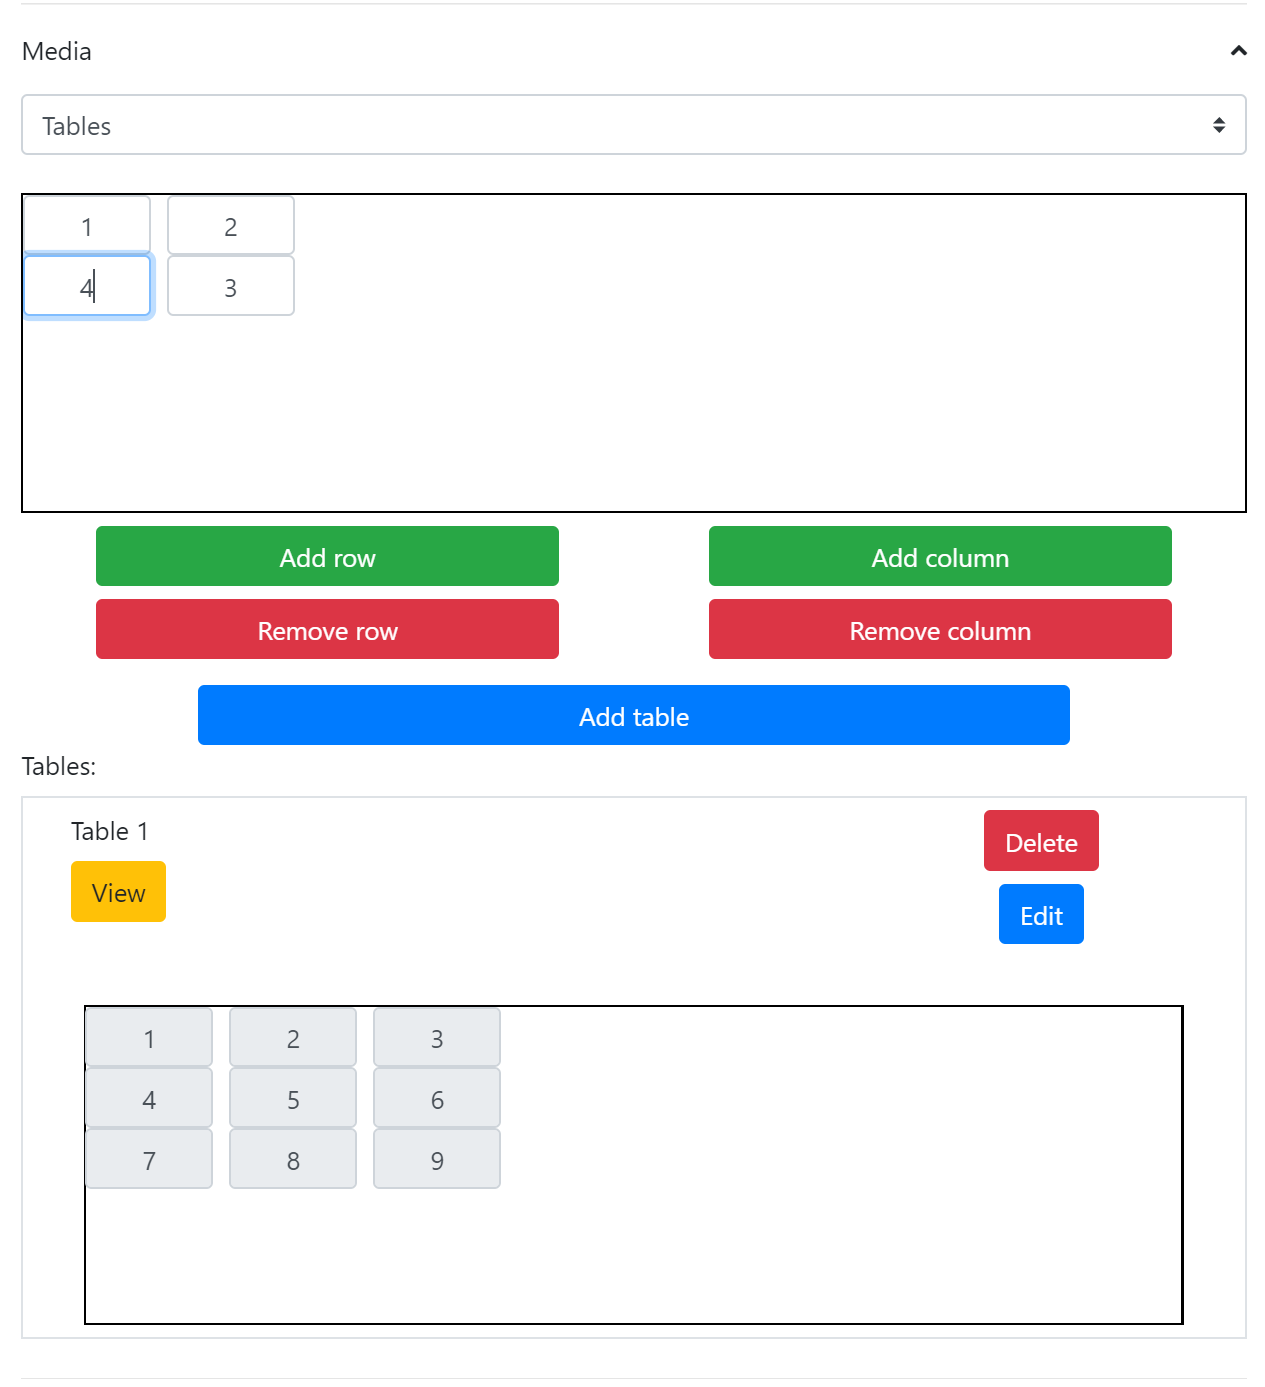 Media
Tables
1 2
4 3
Add row Add column
Remove row Remove column
Add table
Tables:
Table 1
Delete
View
Edit
1 2 3
4 5 6
7 8 9